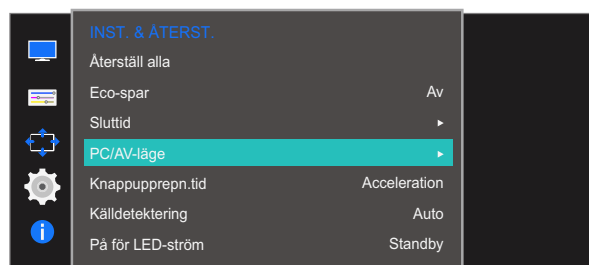 INST. & ÅTERST.
Återställ alla
Eco-spar Av
Sluttid ▸
PC/AV-läge ▸
Knappupprepn.tid Acceleration
Källdetektering Auto
På för LED-ström Standby